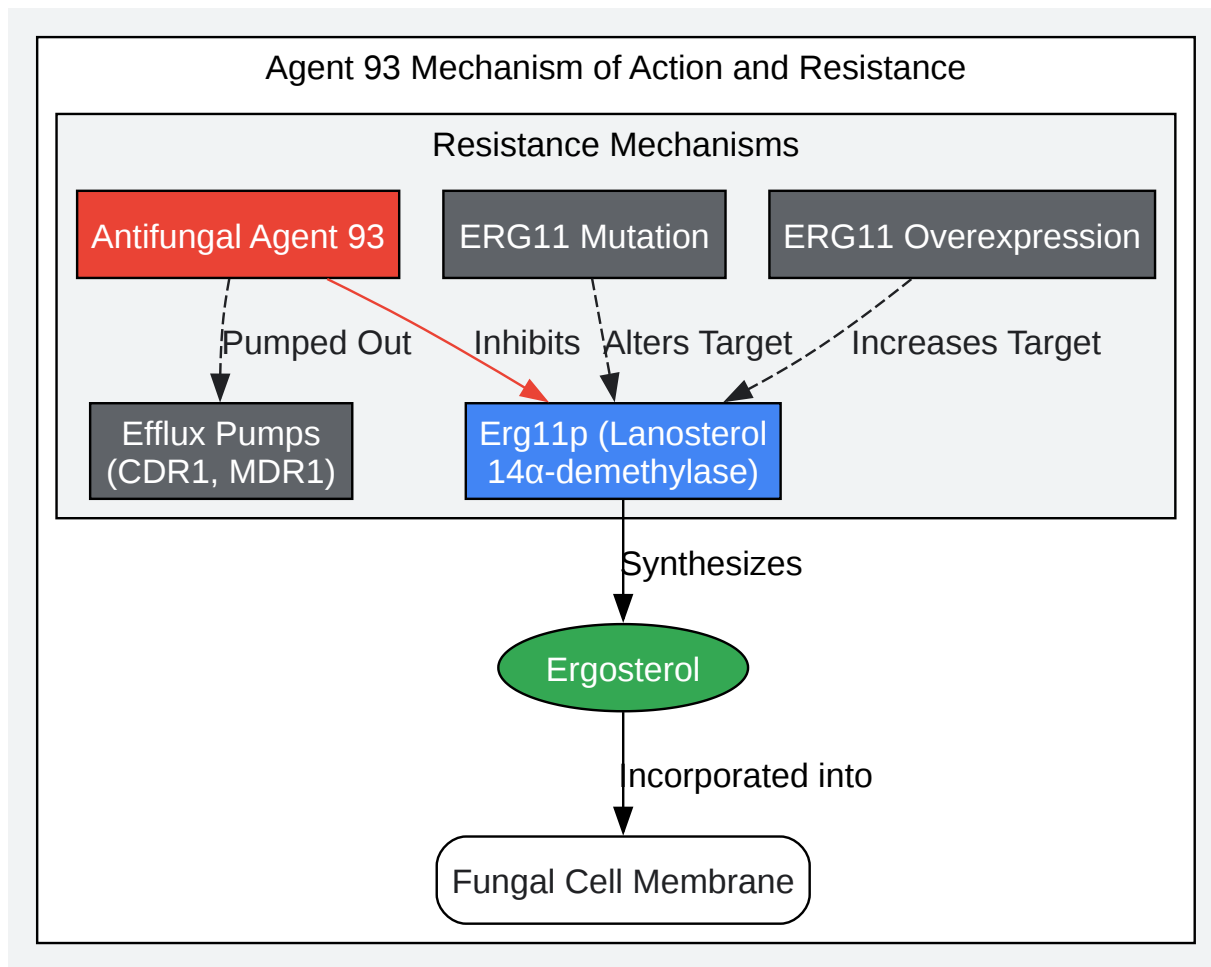 Agent 93 Mechanism of Action and Resistance
Resistance Mechanisms
Antifungal Agent 93
ERG11 Mutation
ERG11 Overexpression
Pumped Out
Inhibits
Alters Target
Increases Target
Efflux Pumps
(CDR1, MDR1)
Erg11p (Lanosterol
14α-demethylase)
Synthesizes
Ergosterol
Incorporated into
Fungal Cell Membrane